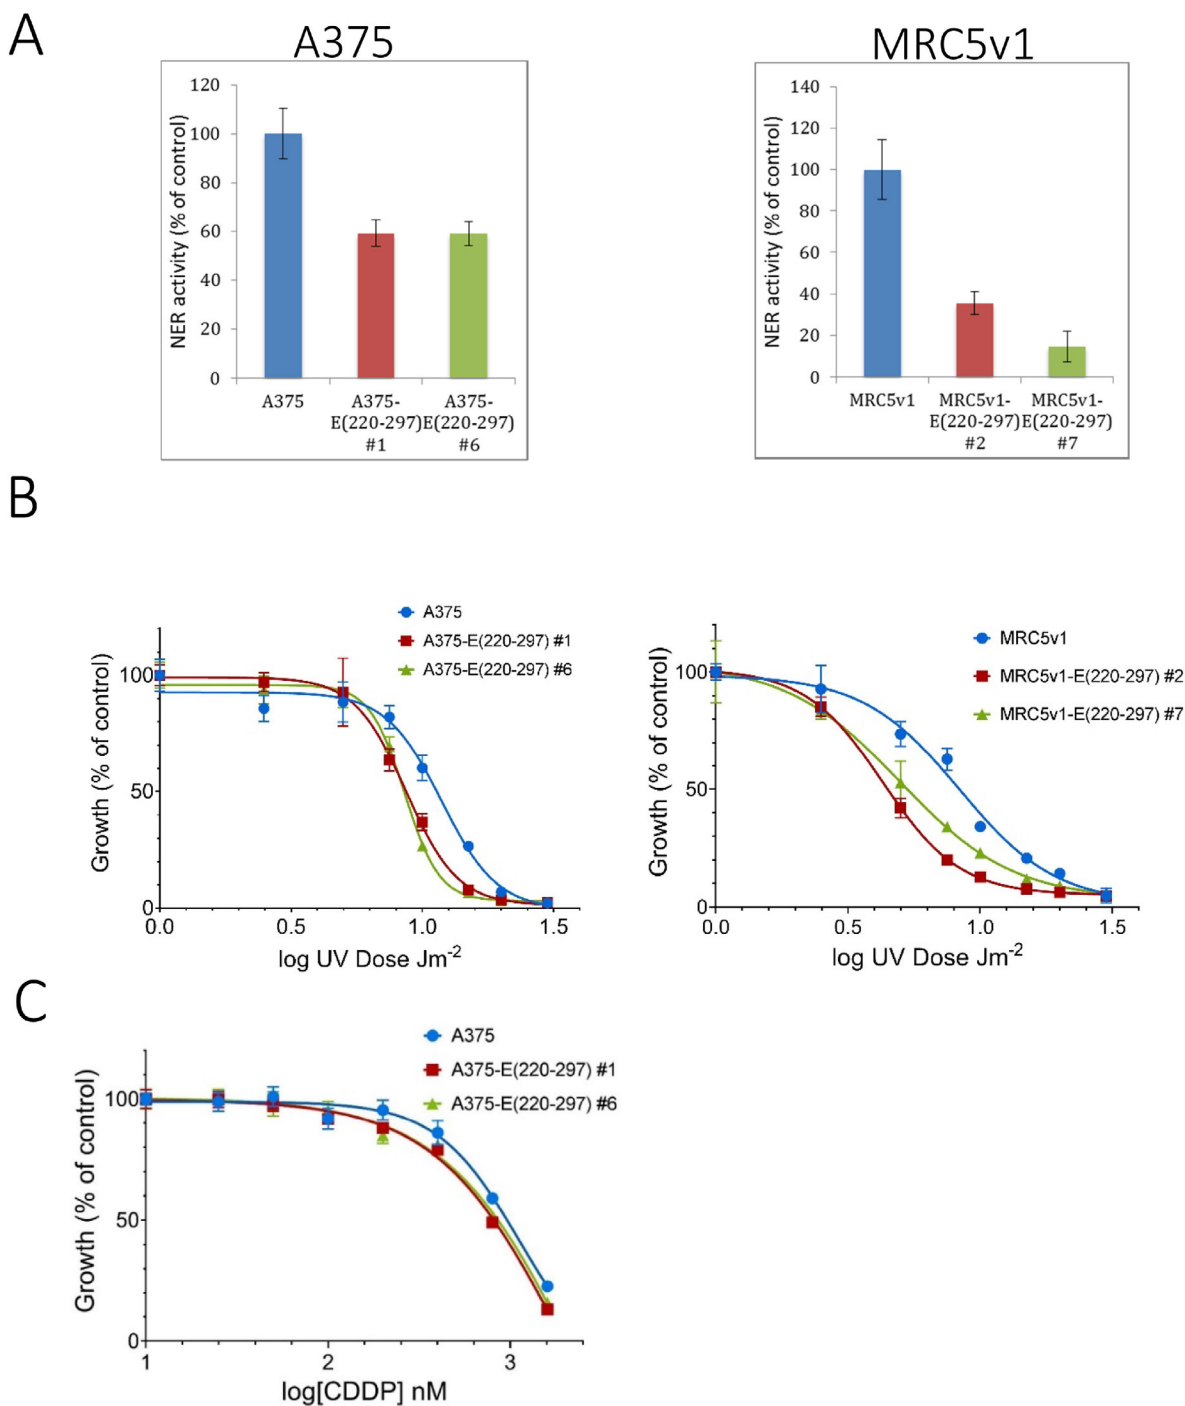 A
A375
MRC5v1
NER activity (% of control)
120
100
80
60
40
20
0
A375
A375-
E(220-297)
#1
A375-
E(220-297)
#6
NER activity (% of control)
140
120
100
80
60
40
20
0
MRC5v1
MRC5v1-
E(220-297)
#2
MRC5v1-
E(220-297)
#7
B
A375
A375-E(220-297) #1
A375-E(220-297) #6
Growth (% of control)
100
50
0
0.0
0.5
1.0
1.5
log UV Dose Jm⁻²
MRC5v1
MRC5v1-E(220-297) #2
MRC5v1-E(220-297) #7
Growth (% of control)
100
50
0
0.0
0.5
1.0
1.5
log UV Dose Jm⁻²
C
A375
A375-E(220-297) #1
A375-E(220-297) #6
Growth (% of control)
100
50
0
1
2
3
log[CDDP] nM